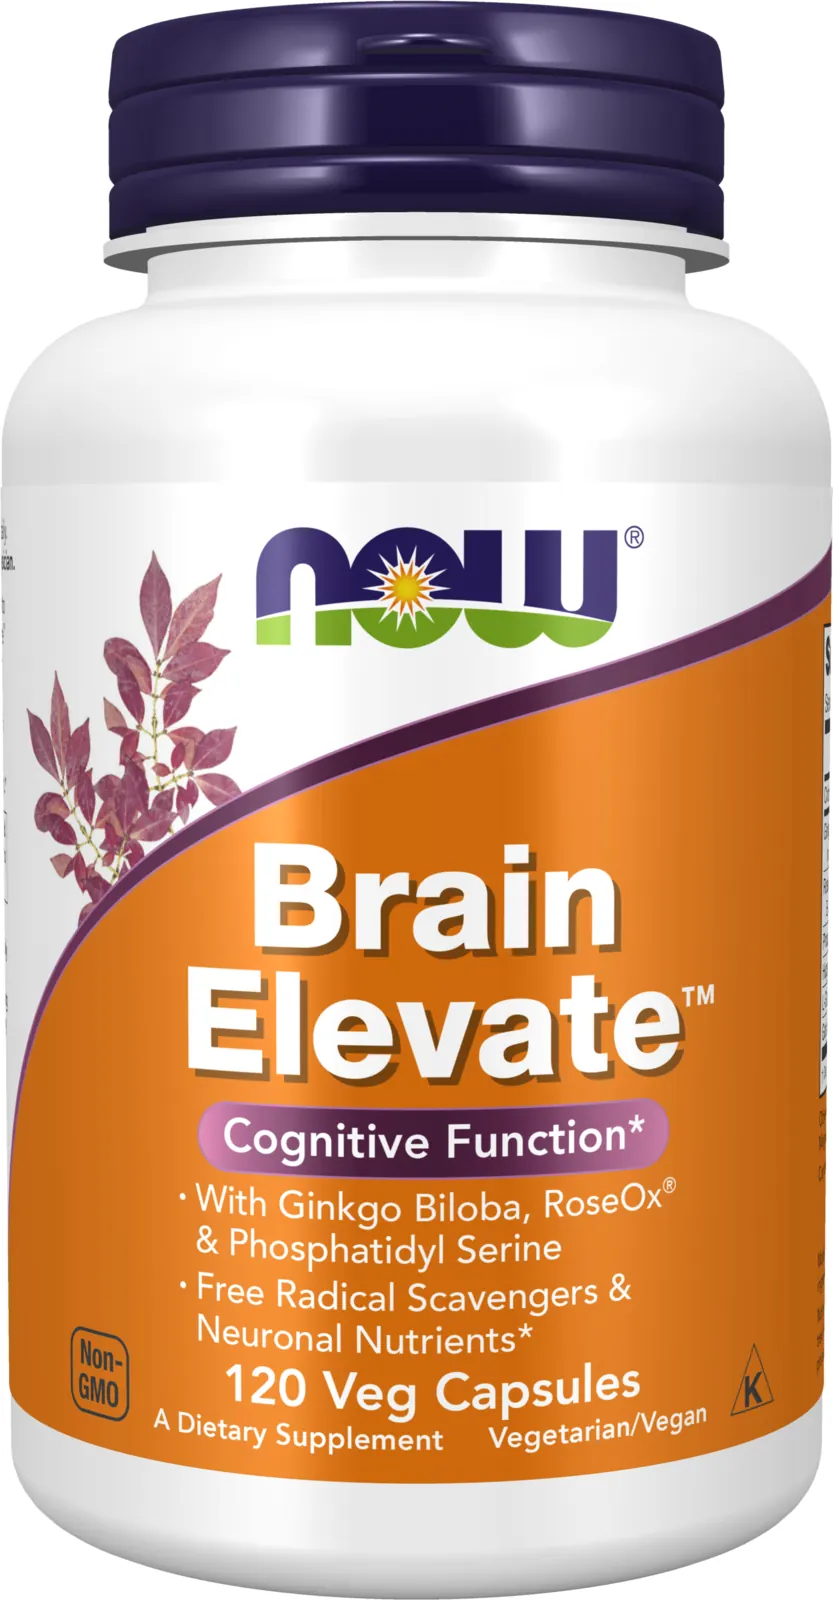 NOW®
Brain
Elevate™
Cognitive Function*
• With Ginkgo Biloba, RoseOx®
& Phosphatidyl Serine
• Free Radical Scavengers &
Neuronal Nutrients*
Non-
GMO
120 Veg Capsules
K
A Dietary Supplement
Vegetarian/Vegan